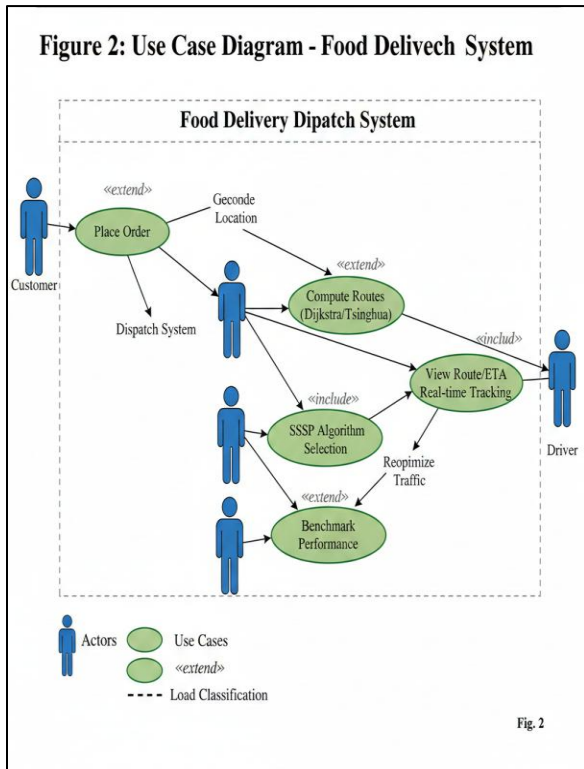 Figure 2: Use Case Diagram - Food Delivech System
Food Delivery Dipatch System
«extend»
Geconde
Location
Place Order
Customer
«extend»
Dispatch System
Compute Routes
(Dijkstra/Tsinghua)
«includ»
View Route/ETA
Real-time Tracking
«include»
SSSP Algorithm
Selection
Driver
Reopimize
Traffic
«extend»
Benchmark
Performance
Actors
Use Cases
«extend»
Load Classification
Fig. 2